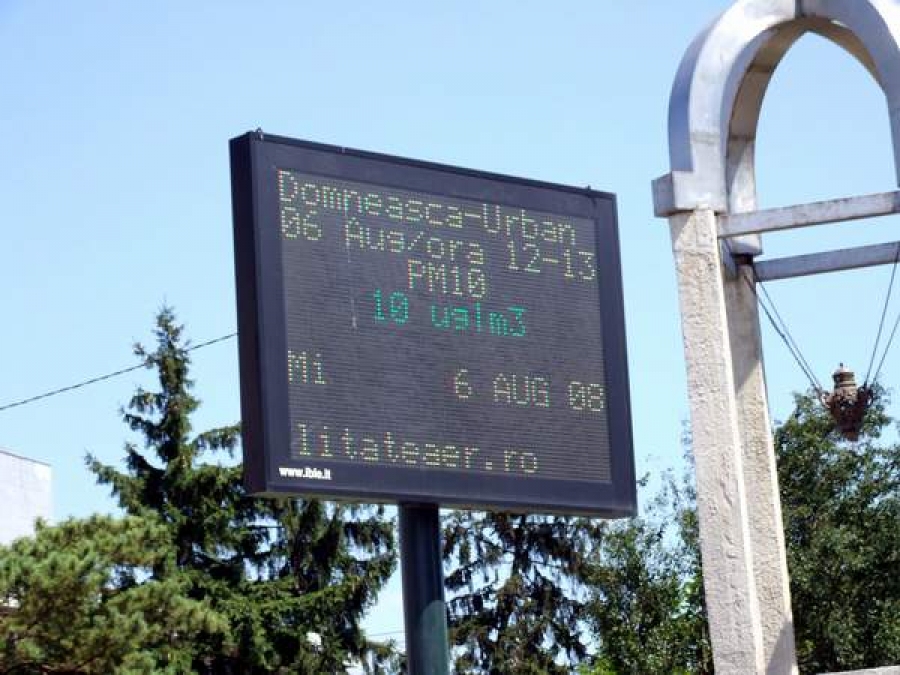 Domneasca-Urban
06 Aug/ora 12-13
PM10
10 ug|m3
Mi 6 AUG 08
litateaer.ro
www.ibie.it